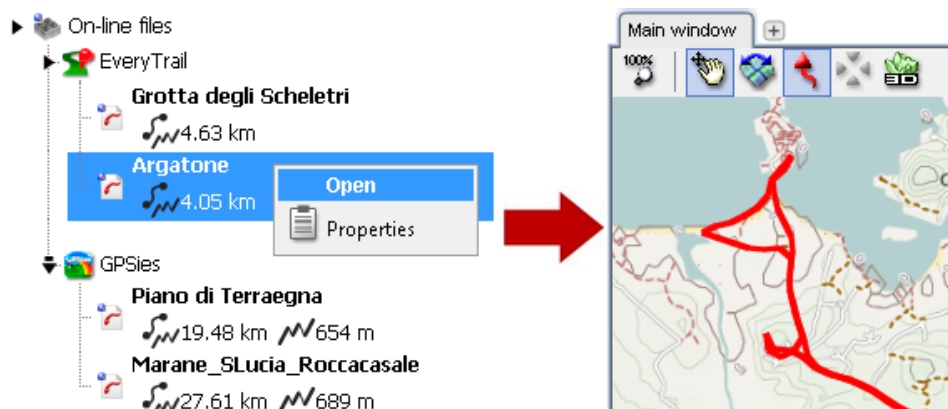 On-line files
EveryTrail
Grotta degli Scheletri
4.63 km
Argatone
4.05 km
Open
Properties
GPSies
Piano di Terraegna
19.48 km 654 m
Marane_SLucia_Roccacasale
27.61 km 689 m
Main window
100%
3D